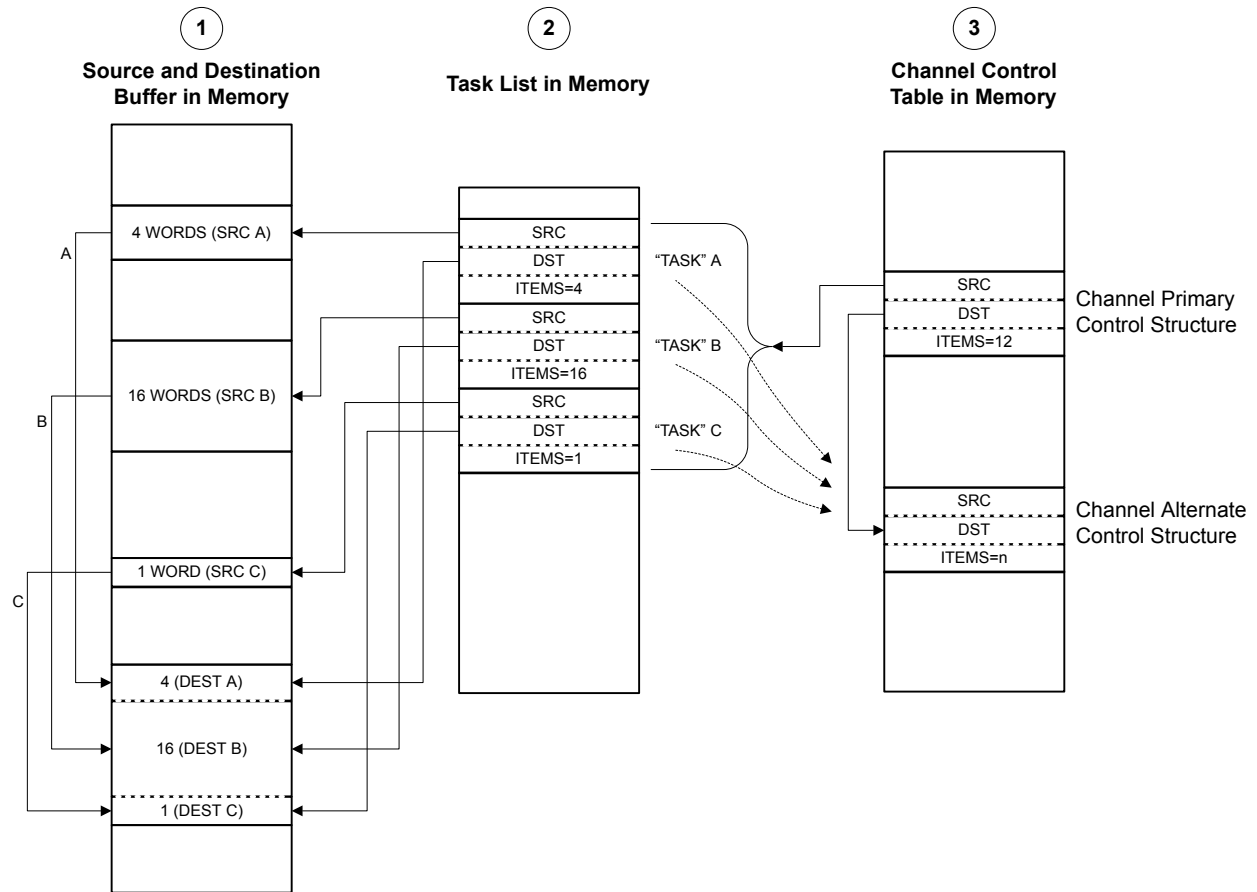 1
Source and Destination
Buffer in Memory
4 WORDS (SRC A)
A
16 WORDS (SRC B)
B
1 WORD (SRC C)
C
4 (DEST A)
16 (DEST B)
1 (DEST C)
2
Task List in Memory
SRC
DST
ITEMS=4
“TASK” A
SRC
DST
ITEMS=16
“TASK” B
SRC
DST
ITEMS=1
“TASK” C
3
Channel Control
Table in Memory
SRC
DST
ITEMS=12
Channel Primary
Control Structure
SRC
DST
ITEMS=n
Channel Alternate
Control Structure